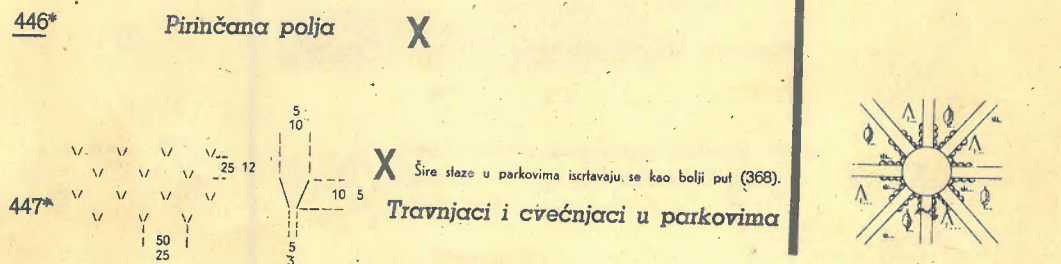 446* Pirinčana polja X
5
10
25 12
X Šire staze u parkovima iscrtavaju se kao bolji put (368).
10 5
447* Travnjaci i cvećnjaci u parkovima
50
25
5
3